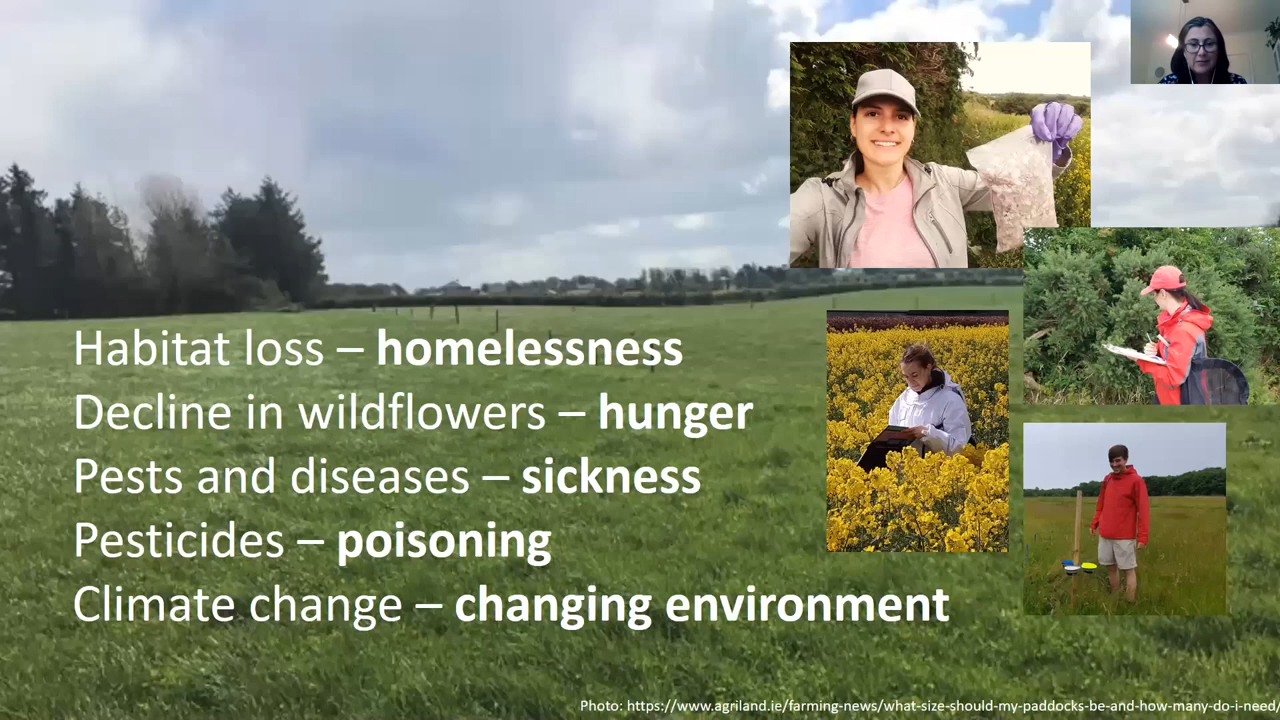 Habitat loss – homelessness
Decline in wildflowers – hunger
Pests and diseases – sickness
Pesticides – poisoning
Climate change – changing environment
Photo: https://www.agriland.ie/farming-news/what-size-should-my-paddocks-be-and-how-many-do-i-need/